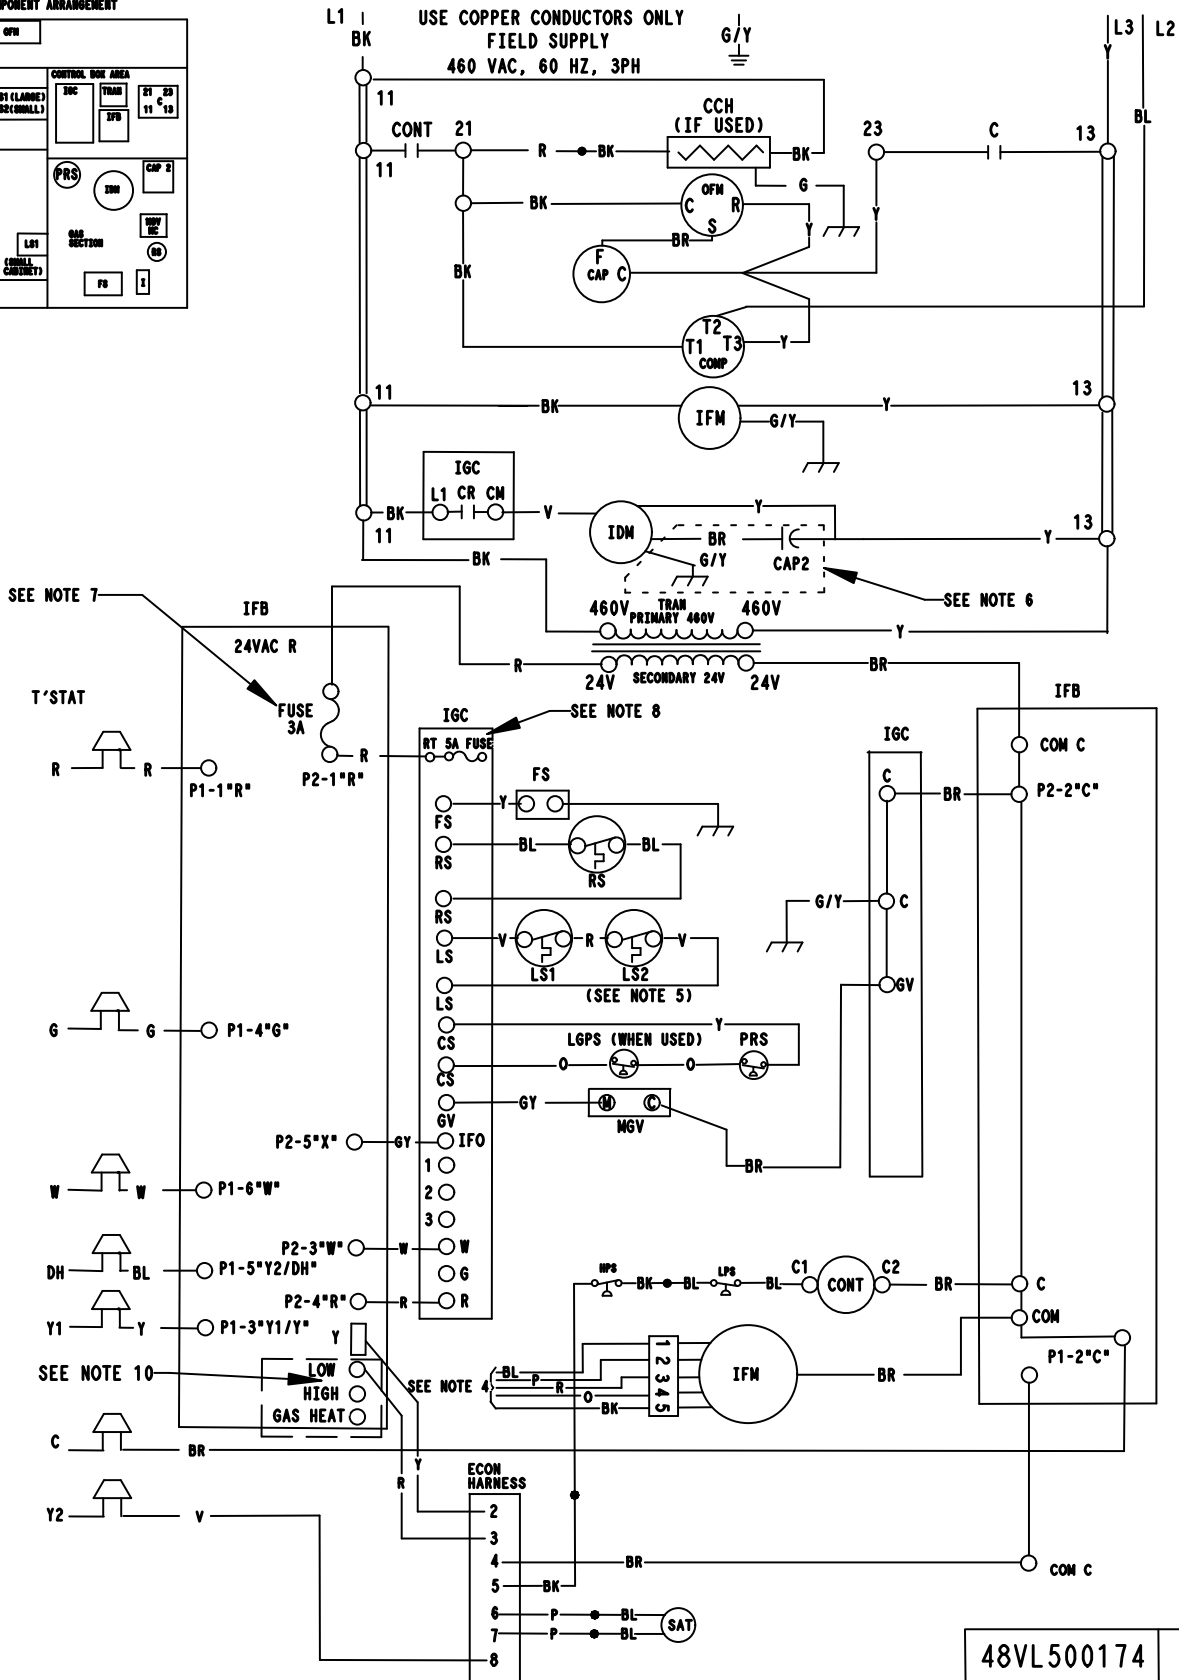 COMPONENT ARRANGEMENT
OFM
CONTROL BOX AREA
IGC
TRAN
IFB
21 23
C
11 13
S1(LARGE)
S2(SMALL)
PRS
IDM
CAP 2
MGV
NC
GAS
SECTION
RS
LS1
(SMALL
CABINET)
FS
I
L1
BK
USE COPPER CONDUCTORS ONLY
FIELD SUPPLY
460 VAC, 60 HZ, 3PH
G/Y
L3
L2
Y
BL
11
CCH
(IF USED)
CONT
21
R
BK
BK
23
C
13
11
G
OFM
C
R
S
BK
Y
Y
BR
F
CAP C
BK
T2
T1
T3
COMP
Y
11
BK
IFM
Y
13
G/Y
IGC
L1 CR CM
BK
V
11
IDM
Y
BR
G/Y
CAP2
Y
13
BK
SEE NOTE 6
SEE NOTE 7
IFB
24VAC R
460V
TRAN
PRIMARY 460V
460V
Y
R
24V
SECONDARY 24V
24V
BR
T'STAT
FUSE
3A
IGC
SEE NOTE 8
RT 5A FUSE
IGC
IFB
COM C
R
R
P1-1"R"
P2-1"R"
R
FS
Y
FS
C
BR
P2-2"C"
RS
BL
BL
RS
RS
G/Y
C
LS
V
R
V
LS1
LS2
GV
LS
(SEE NOTE 5)
G
G
P1-4"G"
CS
Y
LGPS (WHEN USED)
PRS
CS
O
O
GV
GY
M
C
MGV
BR
P2-5"X"
GY
IFO
1
2
3
W
W
P1-6"W"
P2-3"W"
W
W
DH
BL
P1-5"Y2/DH"
G
HPS
BK
BL
LPS
BL
C1
CONT
C2
BR
C
P2-4"R"
R
R
Y1
Y
P1-3"Y1/Y"
Y
COM
P1-2"C"
SEE NOTE 10
LOW
HIGH
GAS HEAT
SEE NOTE 4
BL
P
R
O
BK
1
2
3
4
5
IFM
BR
C
BR
R
Y
ECON
HARNESS
Y2
V
2
3
4
BR
COM C
5
BK
6
P
BL
SAT
7
P
BL
8
48VL500174